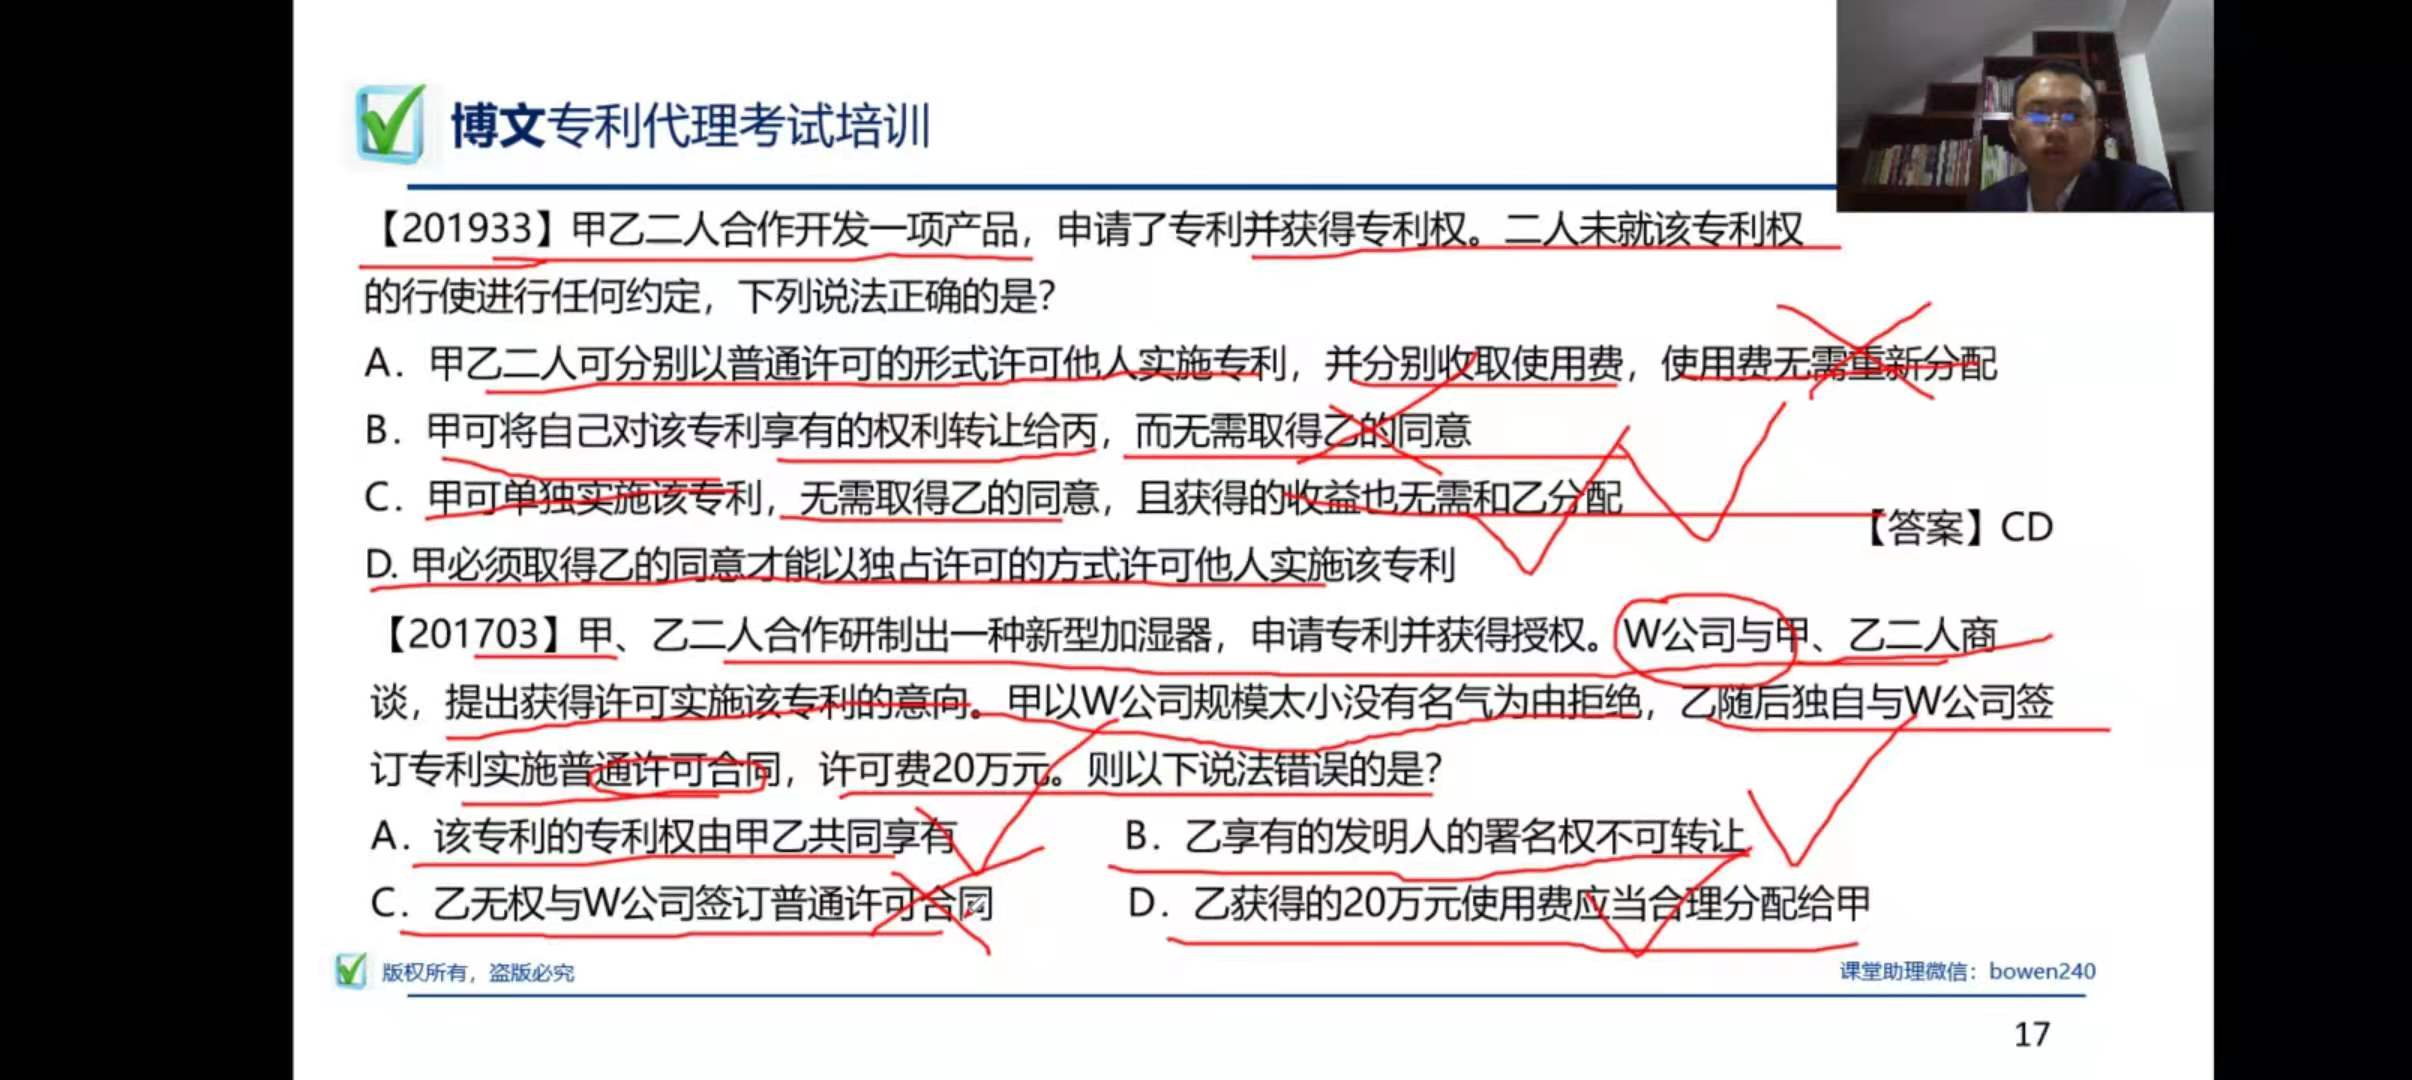 博文专利代理考试培训
【201933】甲乙二人合作开发一项产品，申请了专利并获得专利权。二人未就该专利权
的行使进行任何约定，下列说法正确的是？
A．甲乙二人可分别以普通许可的形式许可他人实施专利，并分别收取使用费，使用费无需重新分配
B．甲可将自己对该专利享有的权利转让给丙，而无需取得乙的同意
C．甲可单独实施该专利，无需取得乙的同意，且获得的收益也无需和乙分配
【答案】CD
D. 甲必须取得乙的同意才能以独占许可的方式许可他人实施该专利
【201703】甲、乙二人合作研制出一种新型加湿器，申请专利并获得授权。W公司与甲、乙二人商
谈，提出获得许可实施该专利的意向。甲以W公司规模太小没有名气为由拒绝，乙随后独自与W公司签
订专利实施普通许可合同，许可费20万元。则以下说法错误的是？
A．该专利的专利权由甲乙共同享有 B．乙享有的发明人的署名权不可转让
C．乙无权与W公司签订普通许可合同 D．乙获得的20万元使用费应当合理分配给甲
版权所有，盗版必究 课堂助理微信：bowen240
17